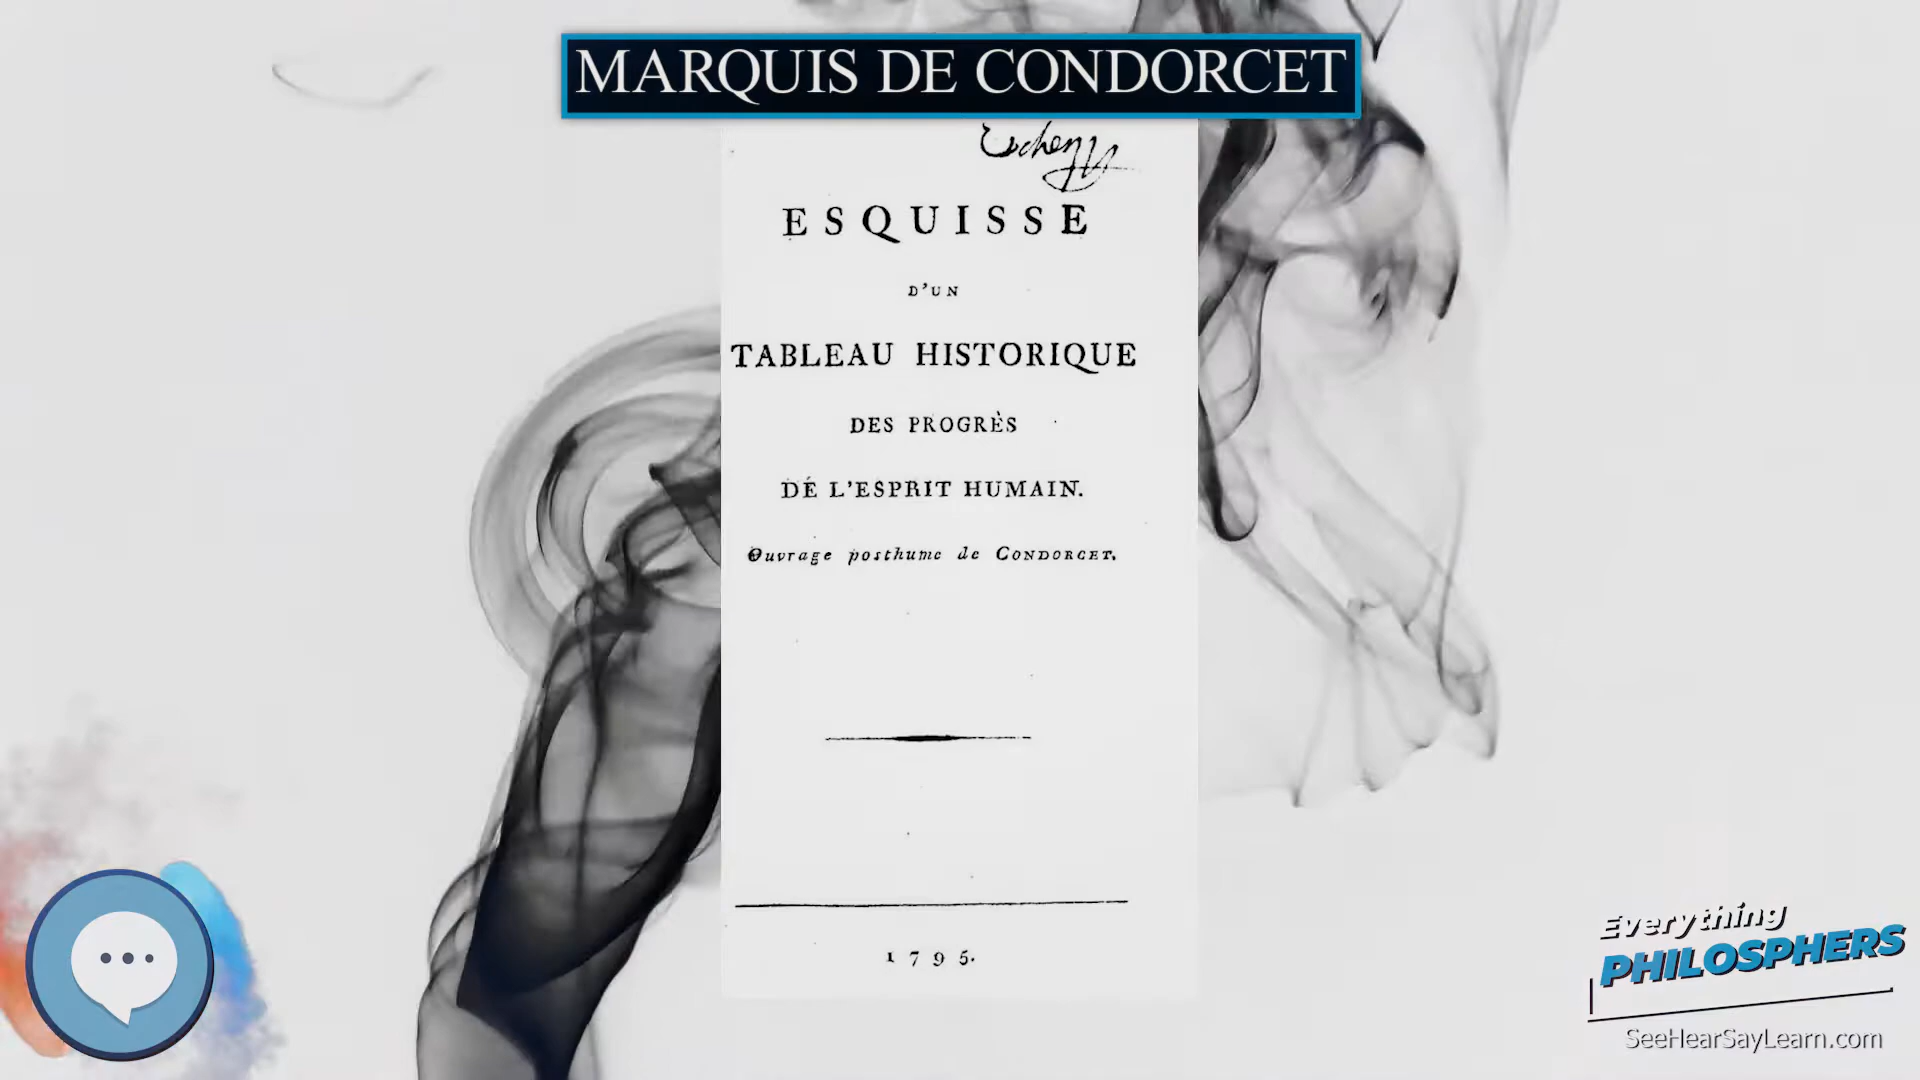 MARQUIS DE CONDORCET
ESQUISSE
D'UN
TABLEAU HISTORIQUE
DES PROGRÈS
DÉ L'ESPRIT HUMAIN.
Ouvrage posthume de CONDORCET.
1795.
Everything
PHILOSPHERS
SeeHearSayLearn.com